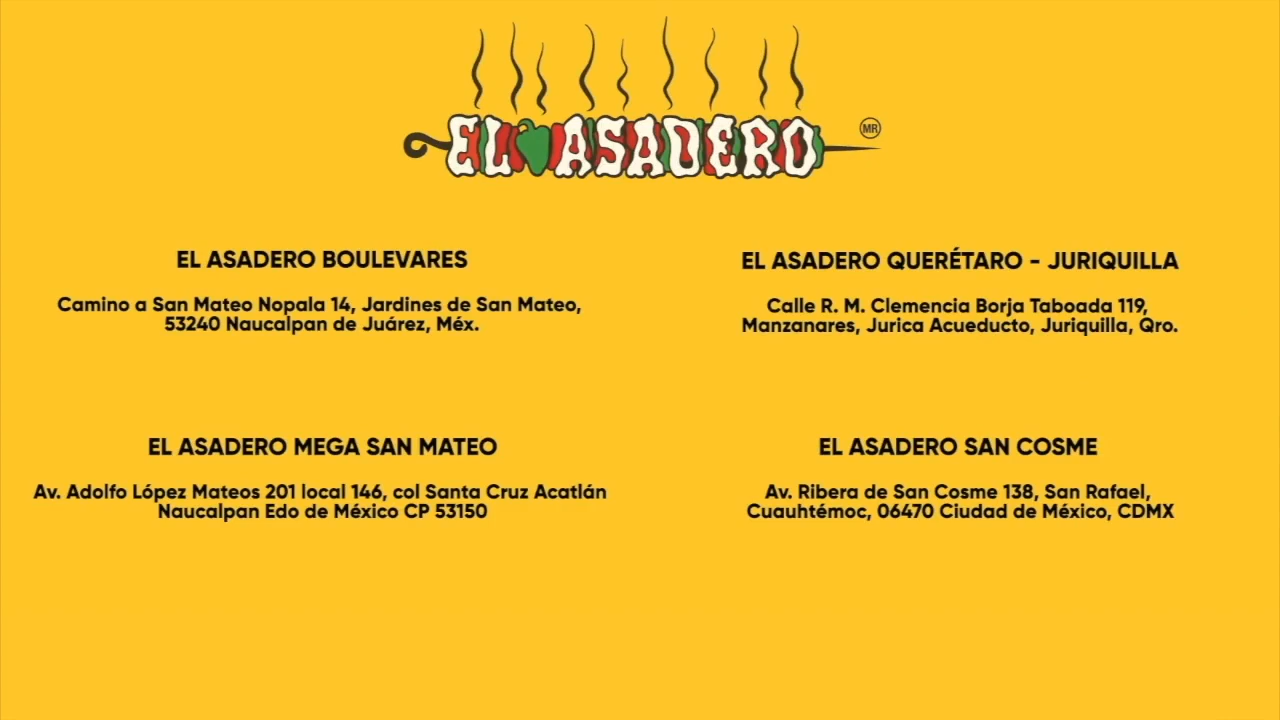 EL ASADERO
MR
EL ASADERO BOULEVARES
Camino a San Mateo Nopala 14, Jardines de San Mateo,
53240 Naucalpan de Juárez, Méx.
EL ASADERO QUERÉTARO - JURIQUILLA
Calle R. M. Clemencia Borja Taboada 119,
Manzanares, Jurica Acueducto, Juriquilla, Qro.
EL ASADERO MEGA SAN MATEO
Av. Adolfo López Mateos 201 local 146, col Santa Cruz Acatlán
Naucalpan Edo de México CP 53150
EL ASADERO SAN COSME
Av. Ribera de San Cosme 138, San Rafael,
Cuauhtémoc, 06470 Ciudad de México, CDMX